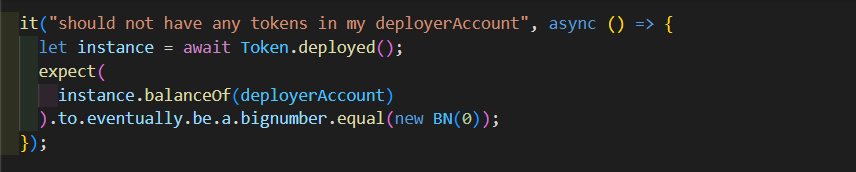 it("should not have any tokens in my deployerAccount", async () => {
let instance = await Token.deployed();
expect(
instance.balanceOf(deployerAccount)
).to.eventually.be.a.bignumber.equal(new BN(0));
});